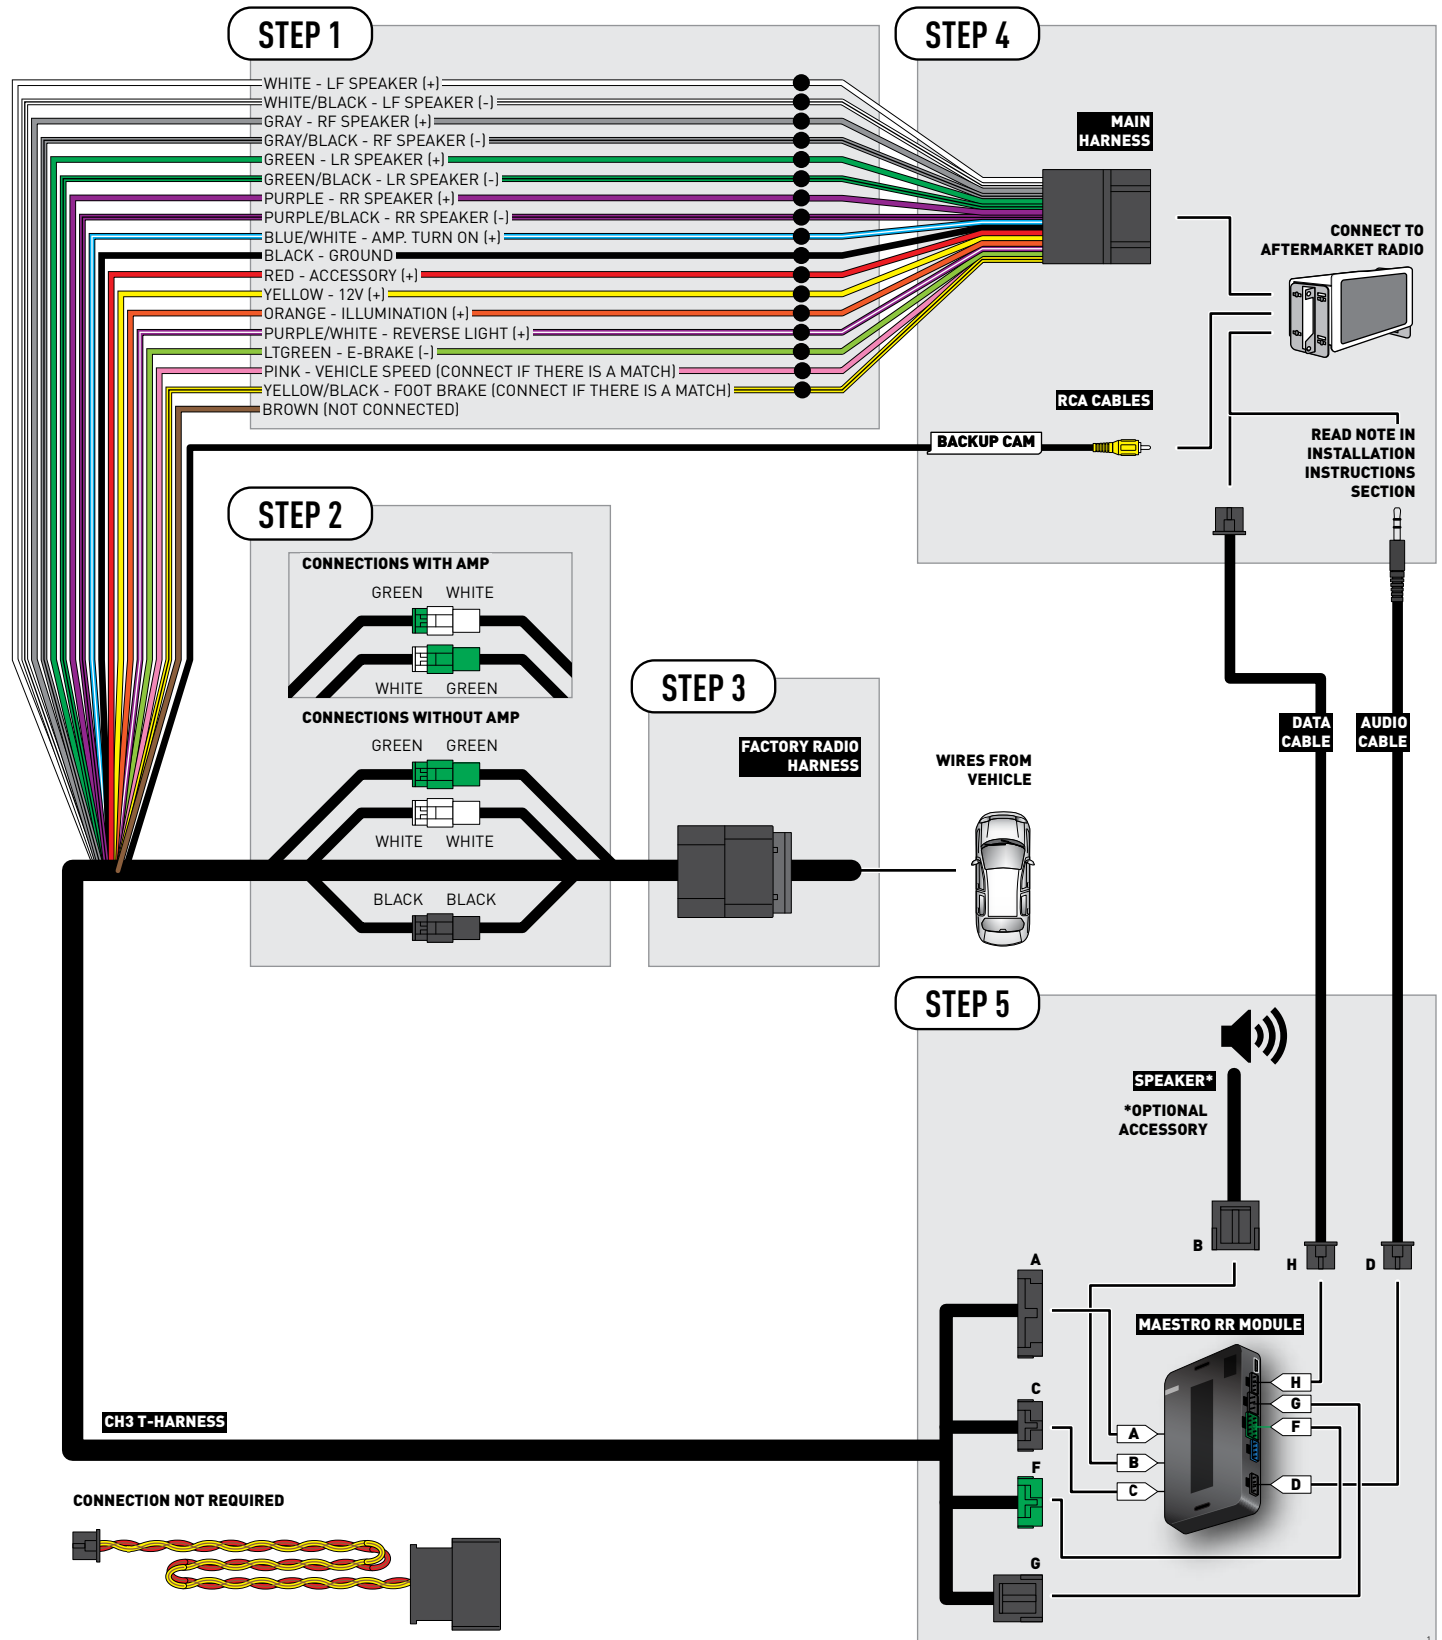 STEP 1
WHITE - LF SPEAKER (+)
WHITE/BLACK - LF SPEAKER (-)
GRAY - RF SPEAKER (+)
GRAY/BLACK - RF SPEAKER (-)
GREEN - LR SPEAKER (+)
GREEN/BLACK - LR SPEAKER (-)
PURPLE - RR SPEAKER (+)
PURPLE/BLACK - RR SPEAKER (-)
BLUE/WHITE - AMP. TURN ON (+)
BLACK - GROUND
RED - ACCESSORY (+)
YELLOW - 12V (+)
ORANGE - ILLUMINATION (+)
PURPLE/WHITE - REVERSE LIGHT (+)
LTGREEN - E-BRAKE (-)
PINK - VEHICLE SPEED (CONNECT IF THERE IS A MATCH)
YELLOW/BLACK - FOOT BRAKE (CONNECT IF THERE IS A MATCH)
BROWN (NOT CONNECTED)
STEP 4
MAIN
HARNESS
CONNECT TO
AFTERMARKET RADIO
RCA CABLES
BACKUP CAM
READ NOTE IN
INSTALLATION
INSTRUCTIONS
SECTION
STEP 2
CONNECTIONS WITH AMP
GREEN WHITE
WHITE GREEN
CONNECTIONS WITHOUT AMP
GREEN GREEN
WHITE WHITE
BLACK BLACK
STEP 3
FACTORY RADIO
HARNESS
WIRES FROM
VEHICLE
DATA
CABLE
AUDIO
CABLE
STEP 5
SPEAKER*
*OPTIONAL
ACCESSORY
B
H
D
A
MAESTRO RR MODULE
H
C
G
F
A
B
F
C
D
G
CH3 T-HARNESS
CONNECTION NOT REQUIRED
1